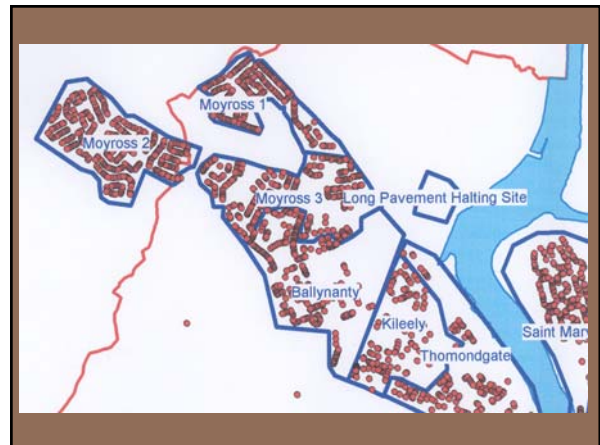 Moyross 1
Moyross 2
Moyross 3
Long Pavement Halting Site
Ballynanty
Kileely
Saint Mar
Thomondgate